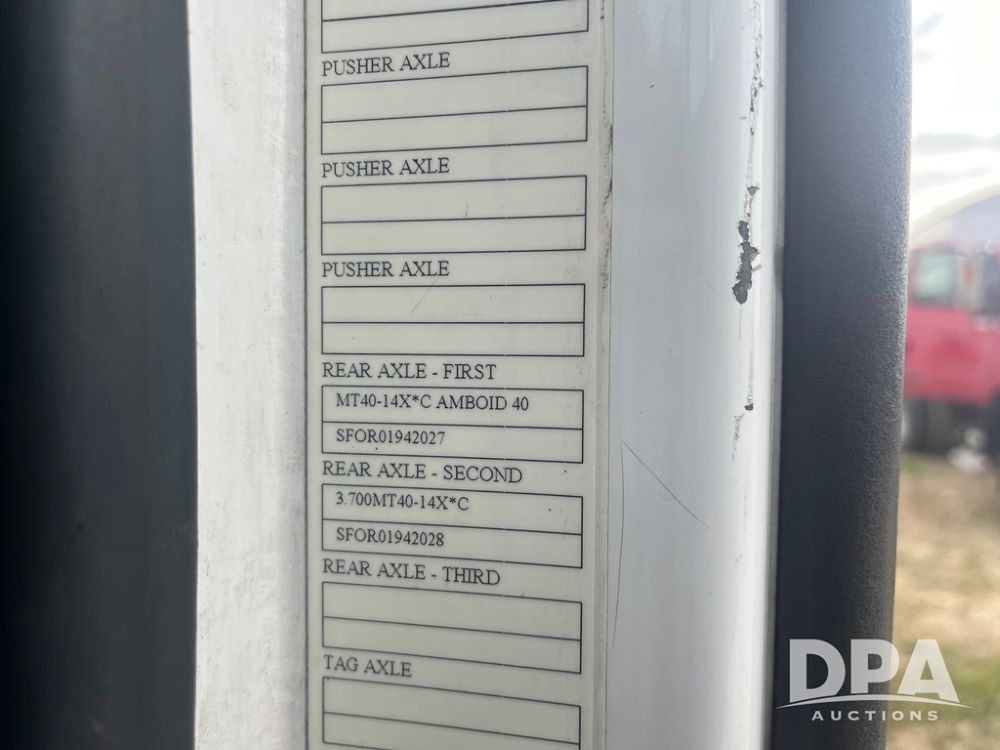 PUSHER AXLE
PUSHER AXLE
PUSHER AXLE
REAR AXLE - FIRST
MT40-14X*C AMBOID 40
SFOR01942027
REAR AXLE - SECOND
3.700MT40-14X*C
SFOR01942028
REAR AXLE - THIRD
TAG AXLE
DPA
AUCTIONS